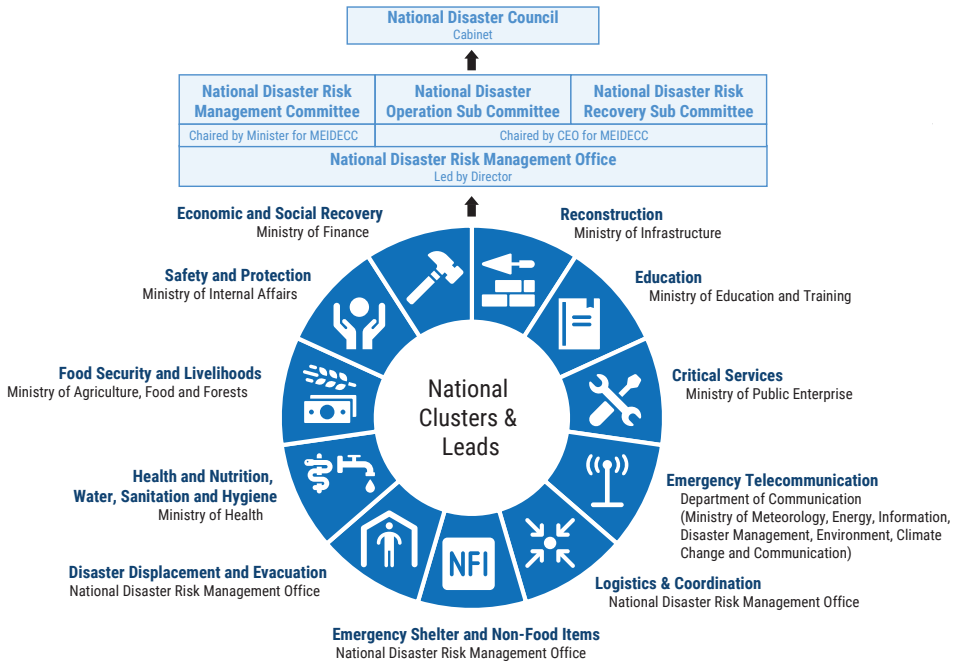 National Disaster Council
Cabinet
National Disaster Risk
Management Committee
National Disaster
Operation Sub Committee
National Disaster Risk
Recovery Sub Committee
Chaired by Minister for MEIDECC
Chaired by CEO for MEIDECC
National Disaster Risk Management Office
Led by Director
Economic and Social Recovery
Ministry of Finance
Reconstruction
Ministry of Infrastructure
Safety and Protection
Ministry of Internal Affairs
Education
Ministry of Education and Training
Food Security and Livelihoods
Ministry of Agriculture, Food and Forests
Critical Services
Ministry of Public Enterprise
National
Clusters &
Leads
Health and Nutrition,
Water, Sanitation and Hygiene
Ministry of Health
Emergency Telecommunication
Department of Communication
(Ministry of Meteorology, Energy, Information,
Disaster Management, Environment, Climate
Change and Communication)
Disaster Displacement and Evacuation
National Disaster Risk Management Office
NFI
Logistics & Coordination
National Disaster Risk Management Office
Emergency Shelter and Non-Food Items
National Disaster Risk Management Office